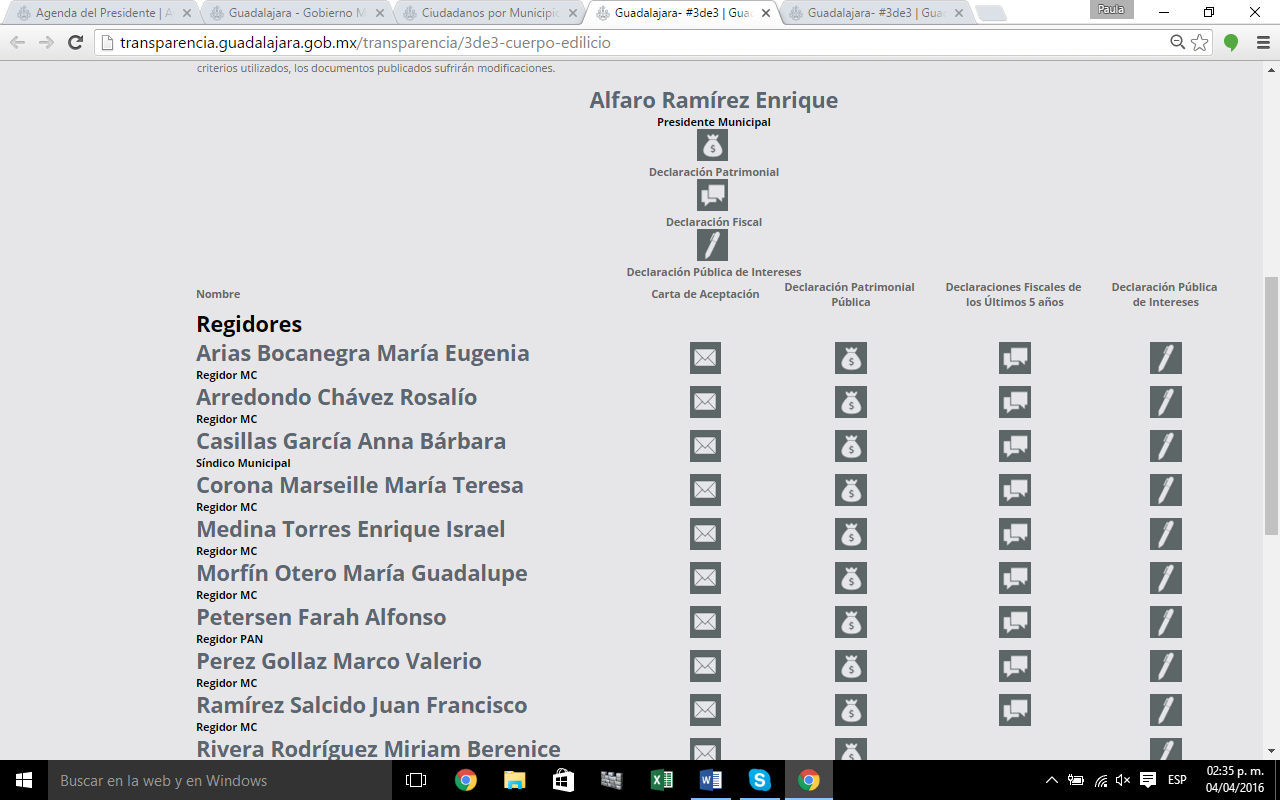 Agenda del Presidente | A
Guadalajara - Gobierno M
Ciudadanos por Municipio
Guadalajara- #3de3 | Gua
Guadalajara- #3de3 | Gua
Paula
transparencia.guadalajara.gob.mx/transparencia/3de3-cuerpo-edilicio
criterios utilizados, los documentos publicados sufrirán modificaciones.
Alfaro Ramírez Enrique
Presidente Municipal
$
Declaración Patrimonial
Declaración Fiscal
Declaración Pública de Intereses
Nombre
Carta de Aceptación
Declaración Patrimonial
Pública
Declaraciones Fiscales de
los Últimos 5 años
Declaración Pública
de Intereses
Regidores
Arias Bocanegra María Eugenia
Regidor MC
Arredondo Chávez Rosalío
Regidor MC
Casillas García Anna Bárbara
Síndico Municipal
Corona Marseille María Teresa
Regidor MC
Medina Torres Enrique Israel
Regidor MC
Morfín Otero María Guadalupe
Regidor MC
Petersen Farah Alfonso
Regidor PAN
Perez Gollaz Marco Valerio
Regidor MC
Ramírez Salcido Juan Francisco
Regidor MC
Rivera Rodríguez Miriam Berenice
Buscar en la web y en Windows
ESP
02:35 p. m.
04/04/2016